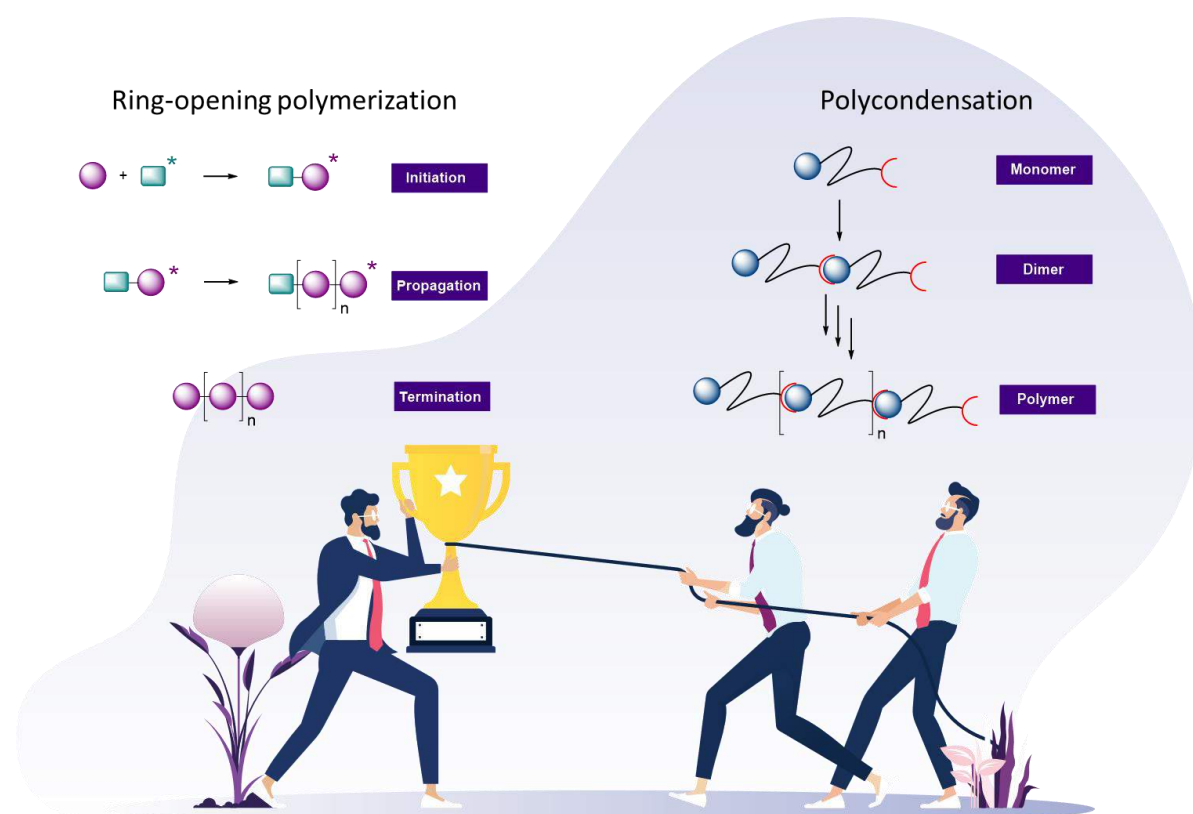 Ring-opening polymerization
+
*
*
Initiation
*
*
n
Propagation
n
Termination
Polycondensation
Monomer
Dimer
n
Polymer